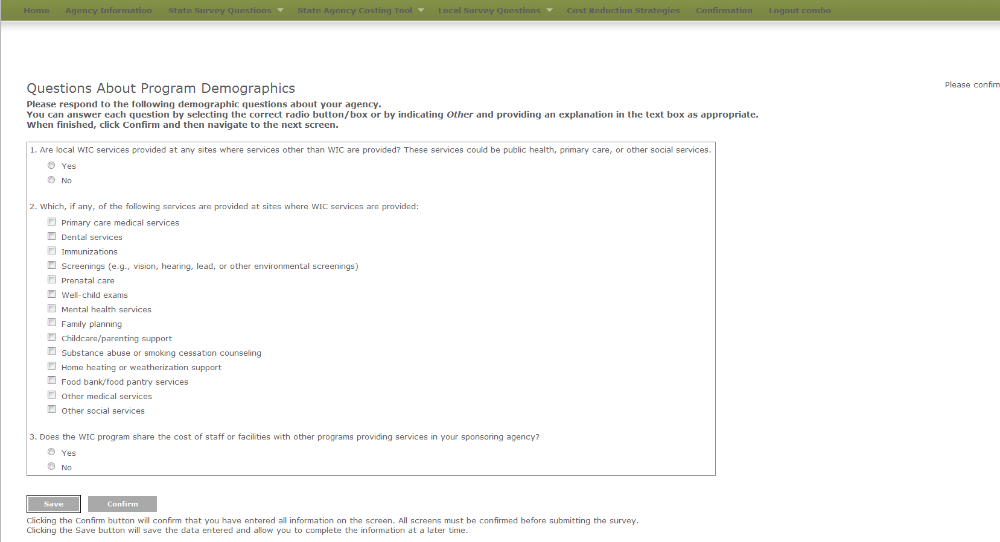 Home Agency Information State Survey Questions State Agency Costing Tool Local Survey Questions Cost Reduction Strategies Confirmation Logout combo
Please confirm
Questions About Program Demographics
Please respond to the following demographic questions about your agency.
You can answer each question by selecting the correct radio button/box or by indicating Other and providing an explanation in the text box as appropriate.
When finished, click Confirm and then navigate to the next screen.
1. Are local WIC services provided at any sites where services other than WIC are provided? These services could be public health, primary care, or other social services.
Yes
No
2. Which, if any, of the following services are provided at sites where WIC services are provided:
Primary care medical services
Dental services
Immunizations
Screenings (e.g., vision, hearing, lead, or other environmental screenings)
Prenatal care
Well-child exams
Mental health services
Family planning
Childcare/parenting support
Substance abuse or smoking cessation counseling
Home heating or weatherization support
Food bank/food pantry services
Other medical services
Other social services
3. Does the WIC program share the cost of staff or facilities with other programs providing services in your sponsoring agency?
Yes
No
Save Confirm
Clicking the Confirm button will confirm that you have entered all information on the screen. All screens must be confirmed before submitting the survey.
Clicking the Save button will save the data entered and allow you to complete the information at a later time.